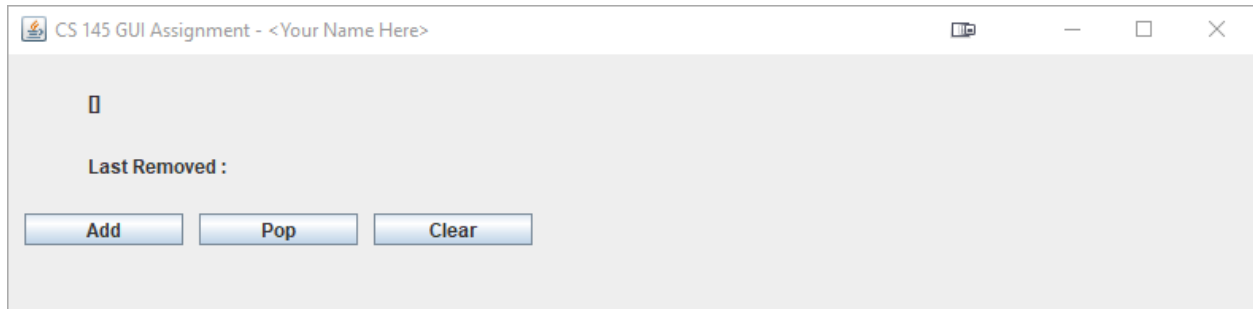 CS 145 GUI Assignment - <Your Name Here>
[]
Last Removed :
Add Pop Clear